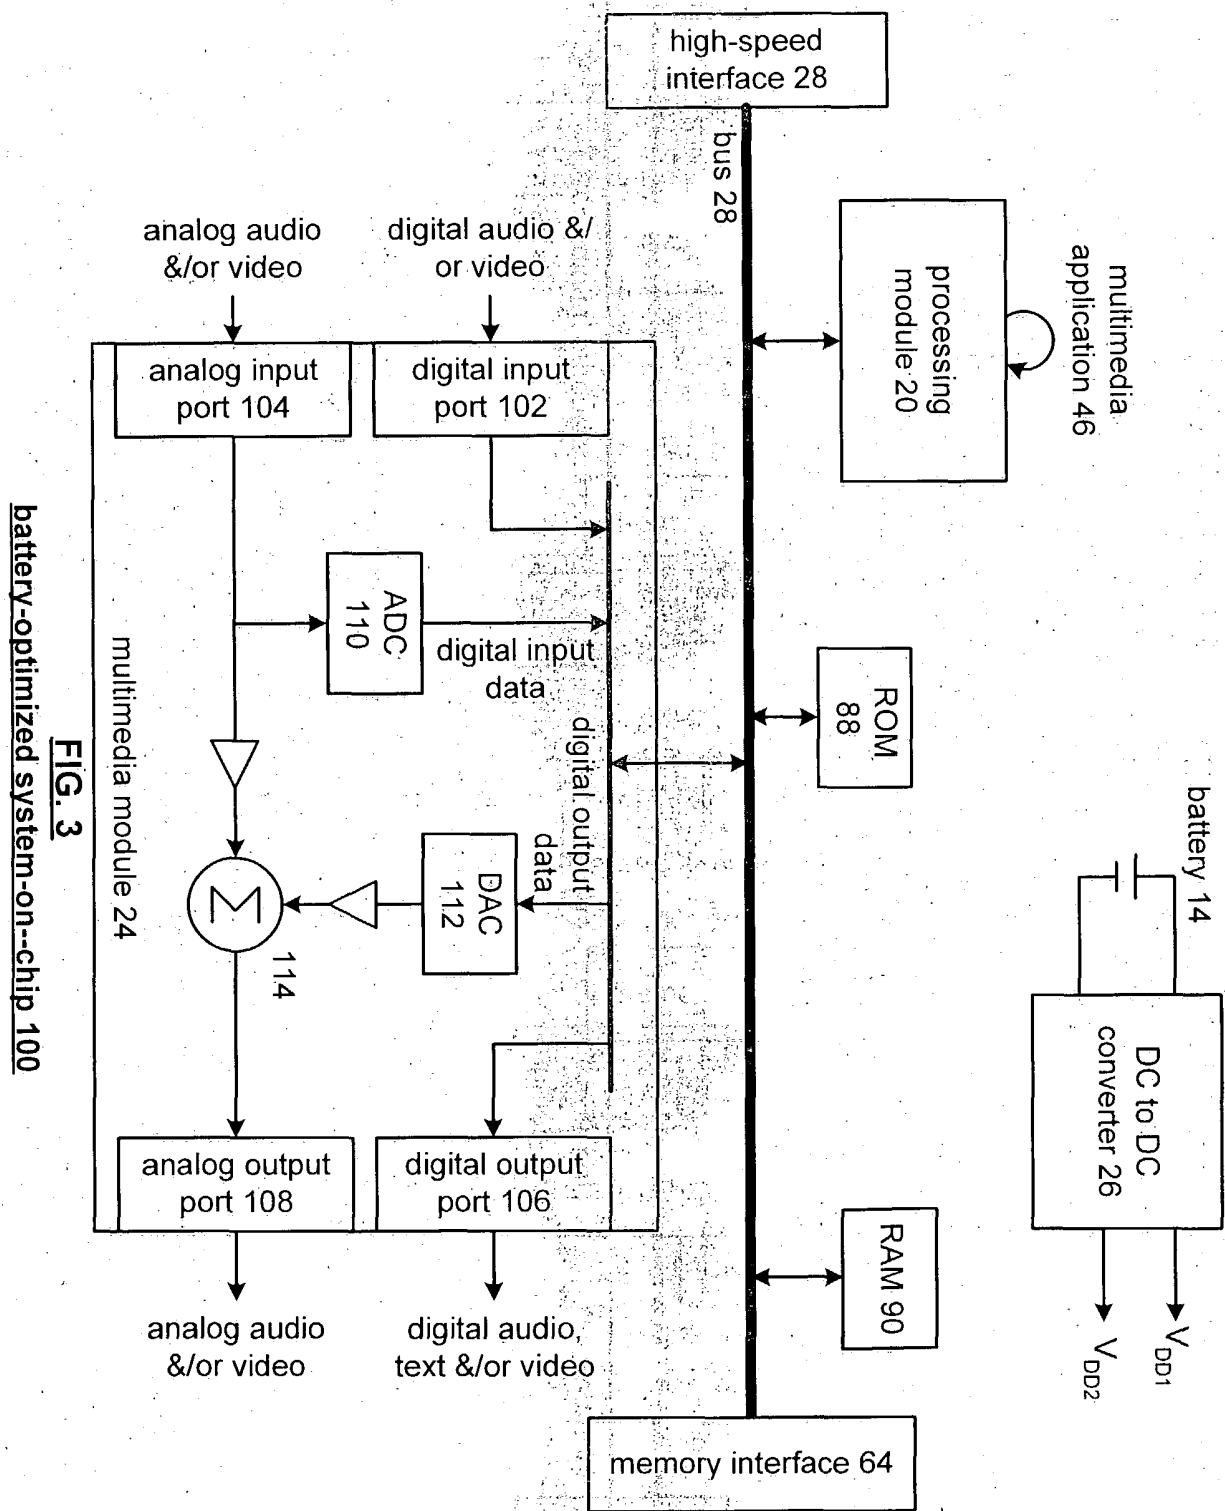 high-speed
interface 28
bus 28
processing
module 20
multimedia
application 46
ROM
88
battery 14
DC to DC
converter 26
V_DD1
V_DD2
RAM 90
memory interface 64
analog audio
&/or video
digital audio &/
or video
analog input
port 104
digital input
port 102
ADC
110
digital input
data
digital output
data
DAC
112
Σ
114
multimedia module 24
analog output
port 108
digital output
port 106
analog audio
&/or video
digital audio,
text &/or video
FIG. 3
battery-optimized system-on--chip 100